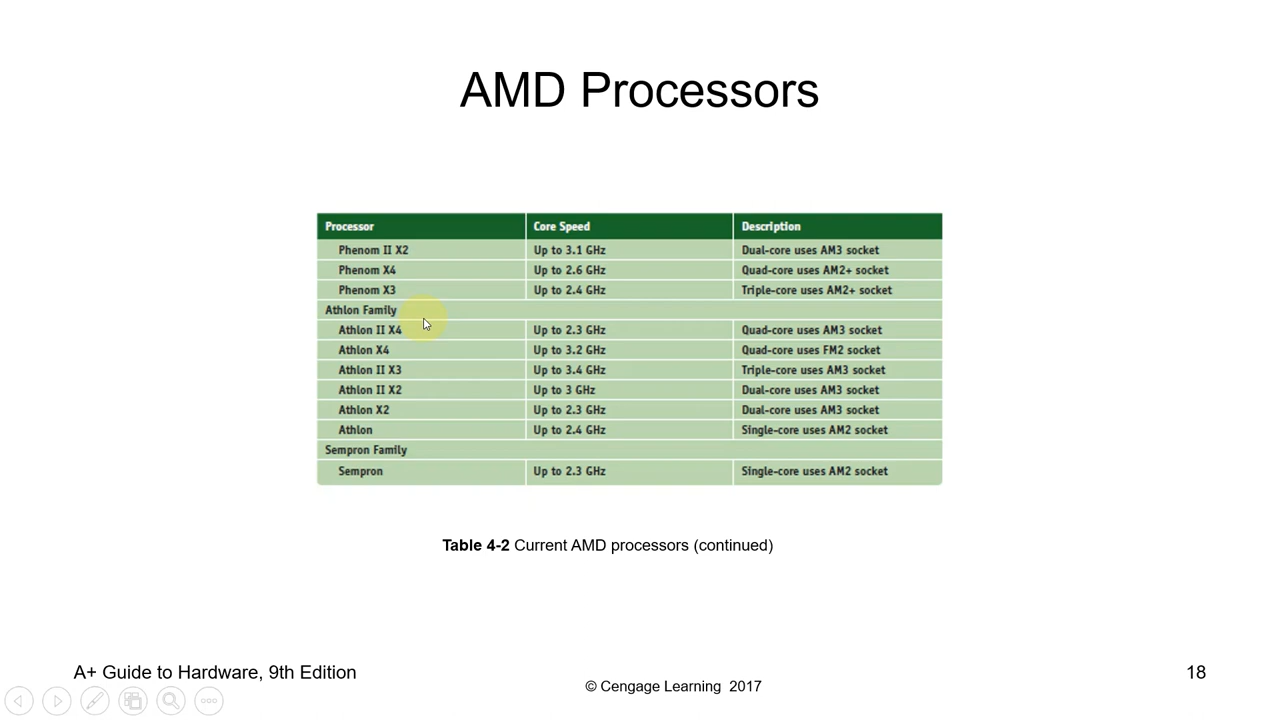 AMD Processors
Processor Core Speed Description
Phenom II X2 Up to 3.1 GHz Dual-core uses AM3 socket
Phenom X4 Up to 2.6 GHz Quad-core uses AM2+ socket
Phenom X3 Up to 2.4 GHz Triple-core uses AM2+ socket
Athlon Family
Athlon II X4 Up to 2.3 GHz Quad-core uses AM3 socket
Athlon X4 Up to 3.2 GHz Quad-core uses FM2 socket
Athlon II X3 Up to 3.4 GHz Triple-core uses AM3 socket
Athlon II X2 Up to 3 GHz Dual-core uses AM3 socket
Athlon X2 Up to 2.3 GHz Dual-core uses AM3 socket
Athlon Up to 2.4 GHz Single-core uses AM2 socket
Sempron Family
Sempron Up to 2.3 GHz Single-core uses AM2 socket
Table 4-2 Current AMD processors (continued)
A+ Guide to Hardware, 9th Edition
© Cengage Learning 2017
18